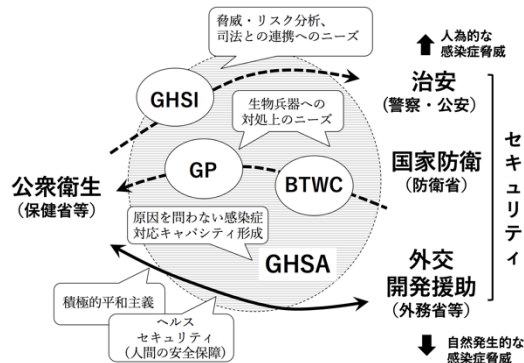 脅威・リスク分析、
司法との連携へのニーズ
人為的な
感染症脅威
GHSI
治安
(警察・公安)
生物兵器への
対処上のニーズ
セキュリティ
GP
BTWC
国家防衛
(防衛省)
公衆衛生
(保健省等)
原因を問わない感染症
対応キャパシティ形成
GHSA
外交
開発援助
(外務省等)
積極的平和主義
ヘルス
セキュリティ
(人間の安全保障)
自然発生的な
感染症脅威